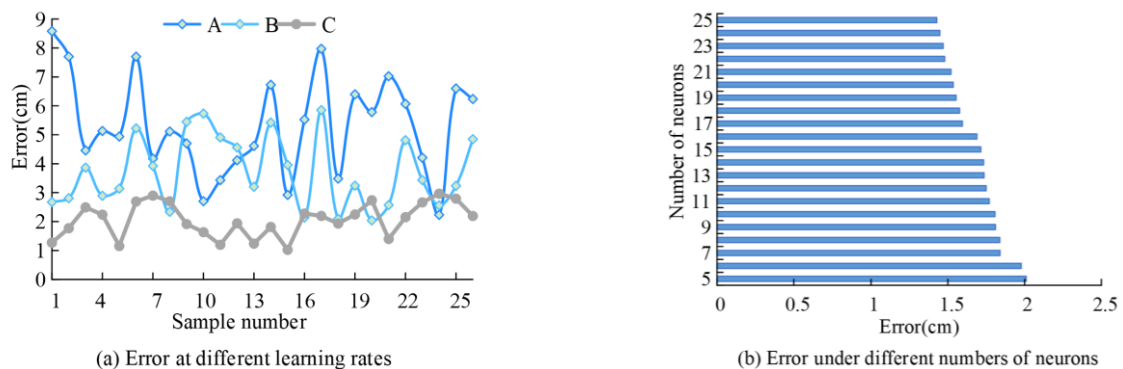 A B C
9
8
7
6
5
4
3
2
1
0
Error(cm)
1 4 7 10 13 16 19 22 25
Sample number
(a) Error at different learning rates
25
23
21
19
17
15
13
11
9
7
5
Number of neurons
0 0.5 1 1.5 2 2.5
Error(cm)
(b) Error under different numbers of neurons